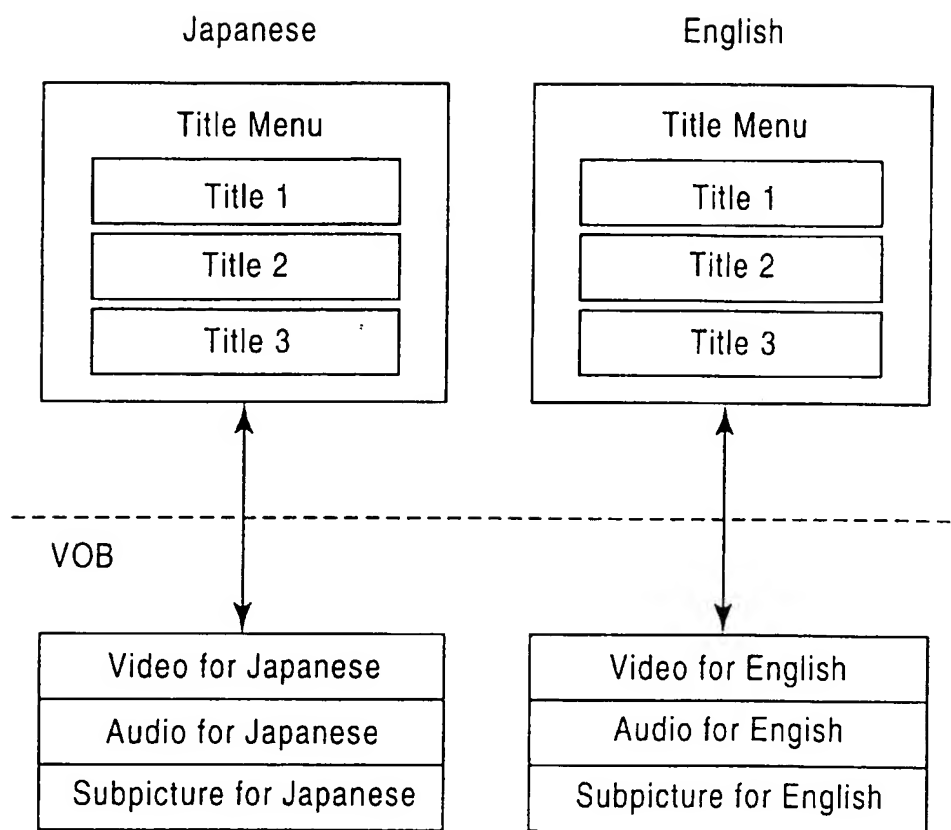 Japanese
English
Title Menu
Title 1
Title 2
Title 3
Title Menu
Title 1
Title 2
Title 3
VOB
Video for Japanese
Audio for Japanese
Subpicture for Japanese
Video for English
Audio for Engish
Subpicture for English